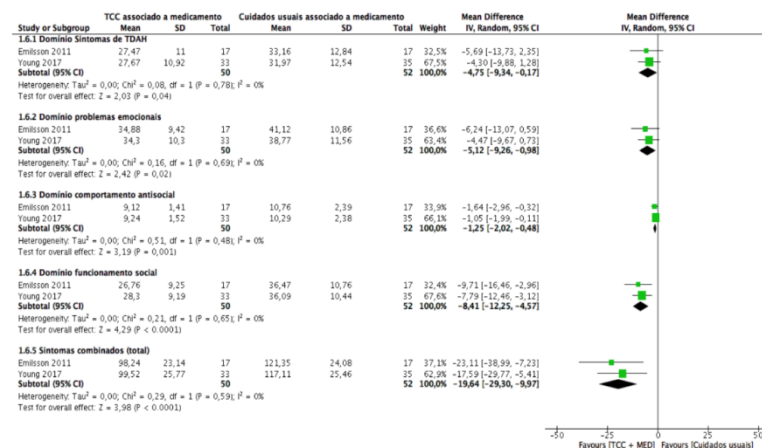 TCC associado a medicamento Cuidados usuais associado a medicamento Mean Difference Mean Difference
Study or Subgroup Mean SD Total Mean SD Total Weight IV, Random, 95% CI IV, Random, 95% CI
1.6.1 Domínio Sintomas de TDAH
Emilsson 2011 27,47 11 17 33,16 12,84 17 32,5% -5,69 [-13,73, 2,35]
Young 2017 27,67 10,92 33 31,97 12,54 35 67,5% -4,30 [-9,88, 1,28]
Subtotal (95% CI) 50 52 100,0% -4,75 [-9,34, -0,17]
Heterogeneity: Tau² = 0,00; Chi² = 0,08, df = 1 (P = 0,78); I² = 0%
Test for overall effect: Z = 2,03 (P = 0,04)
1.6.2 Domínio problemas emocionais
Emilsson 2011 34,88 9,42 17 41,12 10,86 17 36,6% -6,24 [-13,07, 0,59]
Young 2017 34,3 10,3 33 38,77 11,56 35 63,4% -4,47 [-9,67, 0,73]
Subtotal (95% CI) 50 52 100,0% -5,12 [-9,26, -0,98]
Heterogeneity: Tau² = 0,00; Chi² = 0,16, df = 1 (P = 0,69); I² = 0%
Test for overall effect: Z = 2,42 (P = 0,02)
1.6.3 Domínio comportamento antisocial
Emilsson 2011 9,12 1,41 17 10,76 2,39 17 33,9% -1,64 [-2,96, -0,32]
Young 2017 9,24 1,52 33 10,29 2,38 35 66,1% -1,05 [-1,99, -0,11]
Subtotal (95% CI) 50 52 100,0% -1,25 [-2,02, -0,48]
Heterogeneity: Tau² = 0,00; Chi² = 0,51, df = 1 (P = 0,48); I² = 0%
Test for overall effect: Z = 3,19 (P = 0,001)
1.6.4 Domínio funcionamento social
Emilsson 2011 26,76 9,25 17 36,47 10,76 17 32,4% -9,71 [-16,46, -2,96]
Young 2017 28,3 9,19 33 36,09 10,44 35 67,6% -7,79 [-12,46, -3,12]
Subtotal (95% CI) 50 52 100,0% -8,41 [-12,25, -4,57]
Heterogeneity: Tau² = 0,00; Chi² = 0,21, df = 1 (P = 0,65); I² = 0%
Test for overall effect: Z = 4,29 (P < 0.0001)
1.6.5 Sintomas combinados (total)
Emilsson 2011 98,24 23,14 17 121,35 24,08 17 37,1% -23,11 [-38,99, -7,23]
Young 2017 99,52 25,77 33 117,11 25,46 35 62,9% -17,59 [-29,77, -5,41]
Subtotal (95% CI) 50 52 100,0% -19,64 [-29,30, -9,97]
Heterogeneity: Tau² = 0,00; Chi² = 0,29, df = 1 (P = 0,59); I² = 0%
Test for overall effect: Z = 3,98 (P < 0.0001)
-50 -25 0 25 50
Favours [TCC + MED] Favours [Cuidados usuais]